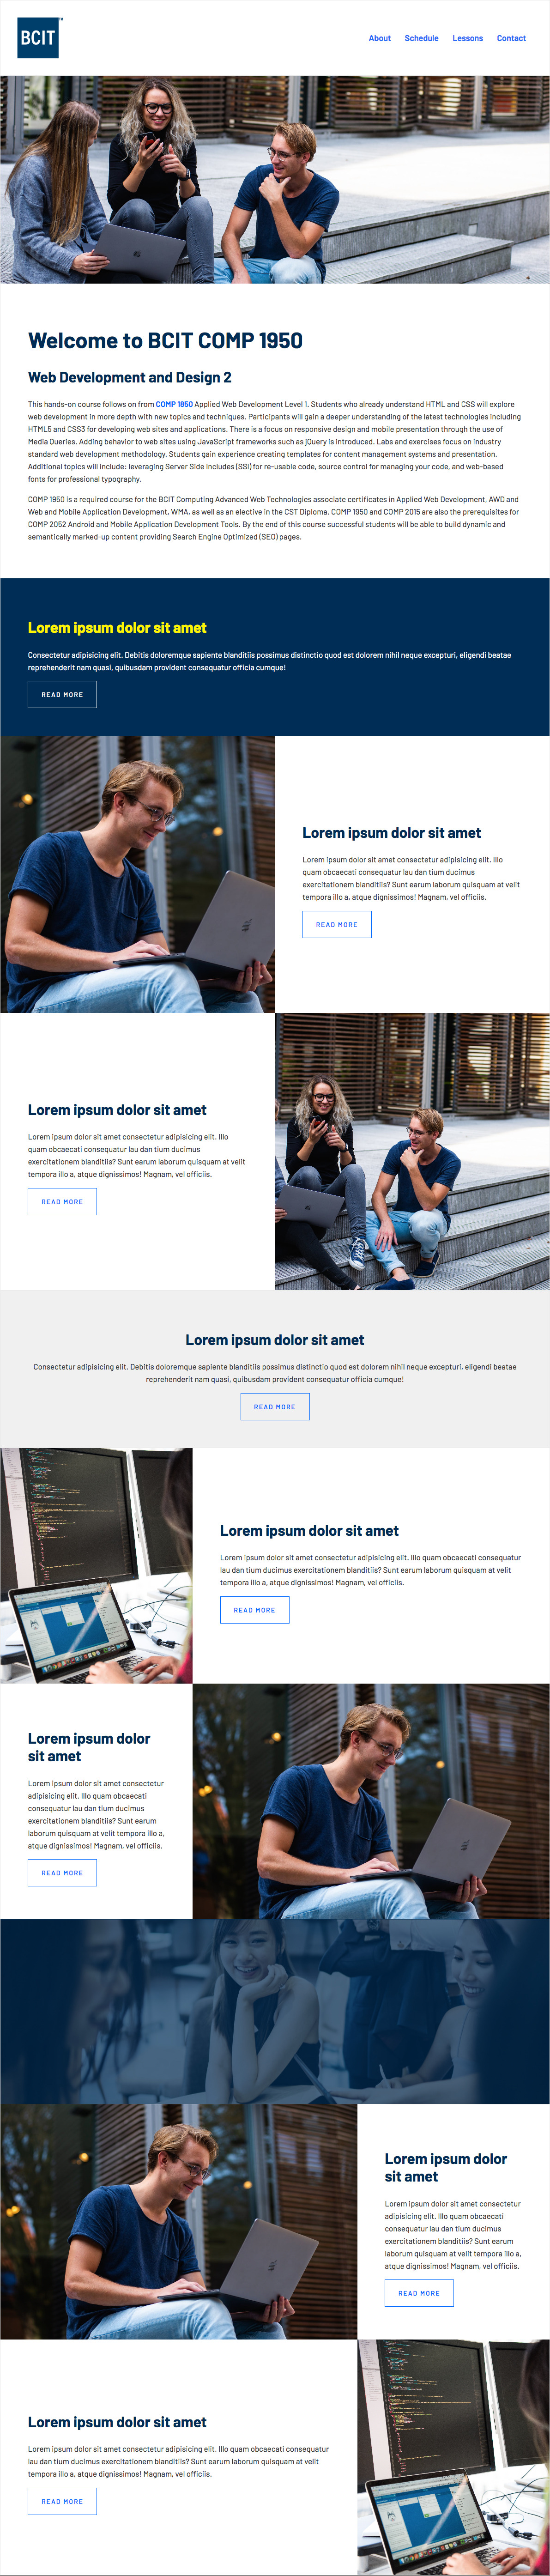 BCIT
About Schedule Lessons Contact
Welcome to BCIT COMP 1950
Web Development and Design 2
This hands-on course follows on from COMP 1850 Applied Web Development Level 1. Students who already understand HTML and CSS will explore
web development in more depth with new topics and techniques. Participants will gain a deeper understanding of the latest technologies including
HTML5 and CSS3 for developing web sites and applications. There is a focus on responsive design and mobile presentation through the use of
Media Queries. Adding behavior to web sites using JavaScript frameworks such as jQuery is introduced. Labs and exercises focus on industry
standard web development methodology. Students gain experience creating templates for content management systems and presentation.
Additional topics will include: leveraging Server Side Includes (SSI) for re-usable code, source control for managing your code, and web-based
fonts for professional typography.
COMP 1950 is a required course for the BCIT Computing Advanced Web Technologies associate certificates in Applied Web Development, AWD and
Web and Mobile Application Development, WMA, as well as an elective in the CST Diploma. COMP 1950 and COMP 2015 are also the prerequisites for
COMP 2052 Android and Mobile Application Development Tools. By the end of this course successful students will be able to build dynamic and
semantically marked-up content providing Search Engine Optimized (SEO) pages.
Lorem ipsum dolor sit amet
Consectetur adipisicing elit. Debitis doloremque sapiente blanditiis possimus distinctio quod est dolorem nihil neque excepturi, eligendi beatae
reprehenderit nam quasi, quibusdam provident consequatur officia cumque!
READ MORE
Lorem ipsum dolor sit amet
Lorem ipsum dolor sit amet consectetur adipisicing elit. Illo
quam obcaecati consequatur lau dan tium ducimus
exercitationem blanditiis? Sunt earum laborum quisquam at velit
tempora illo a, atque dignissimos! Magnam, vel officiis.
READ MORE
Lorem ipsum dolor sit amet
Lorem ipsum dolor sit amet consectetur adipisicing elit. Illo
quam obcaecati consequatur lau dan tium ducimus
exercitationem blanditiis? Sunt earum laborum quisquam at velit
tempora illo a, atque dignissimos! Magnam, vel officiis.
READ MORE
Lorem ipsum dolor sit amet
Consectetur adipisicing elit. Debitis doloremque sapiente blanditiis possimus distinctio quod est dolorem nihil neque excepturi, eligendi beatae
reprehenderit nam quasi, quibusdam provident consequatur officia cumque!
READ MORE
Lorem ipsum dolor sit amet
Lorem ipsum dolor sit amet consectetur adipisicing elit. Illo quam obcaecati consequatur
lau dan tium ducimus exercitationem blanditiis? Sunt earum laborum quisquam at velit
tempora illo a, atque dignissimos! Magnam, vel officiis.
READ MORE
Lorem ipsum dolor
sit amet
Lorem ipsum dolor sit amet consectetur
adipisicing elit. Illo quam obcaecati
consequatur lau dan tium ducimus
exercitationem blanditiis? Sunt earum
laborum quisquam at velit tempora illo a,
atque dignissimos! Magnam, vel officiis.
READ MORE
Lorem ipsum dolor
sit amet
Lorem ipsum dolor sit amet consectetur
adipisicing elit. Illo quam obcaecati
consequatur lau dan tium ducimus
exercitationem blanditiis? Sunt earum
laborum quisquam at velit tempora illo a,
atque dignissimos! Magnam, vel officiis.
READ MORE
Lorem ipsum dolor sit amet
Lorem ipsum dolor sit amet consectetur adipisicing elit. Illo quam obcaecati consequatur
lau dan tium ducimus exercitationem blanditiis? Sunt earum laborum quisquam at velit
tempora illo a, atque dignissimos! Magnam, vel officiis.
READ MORE